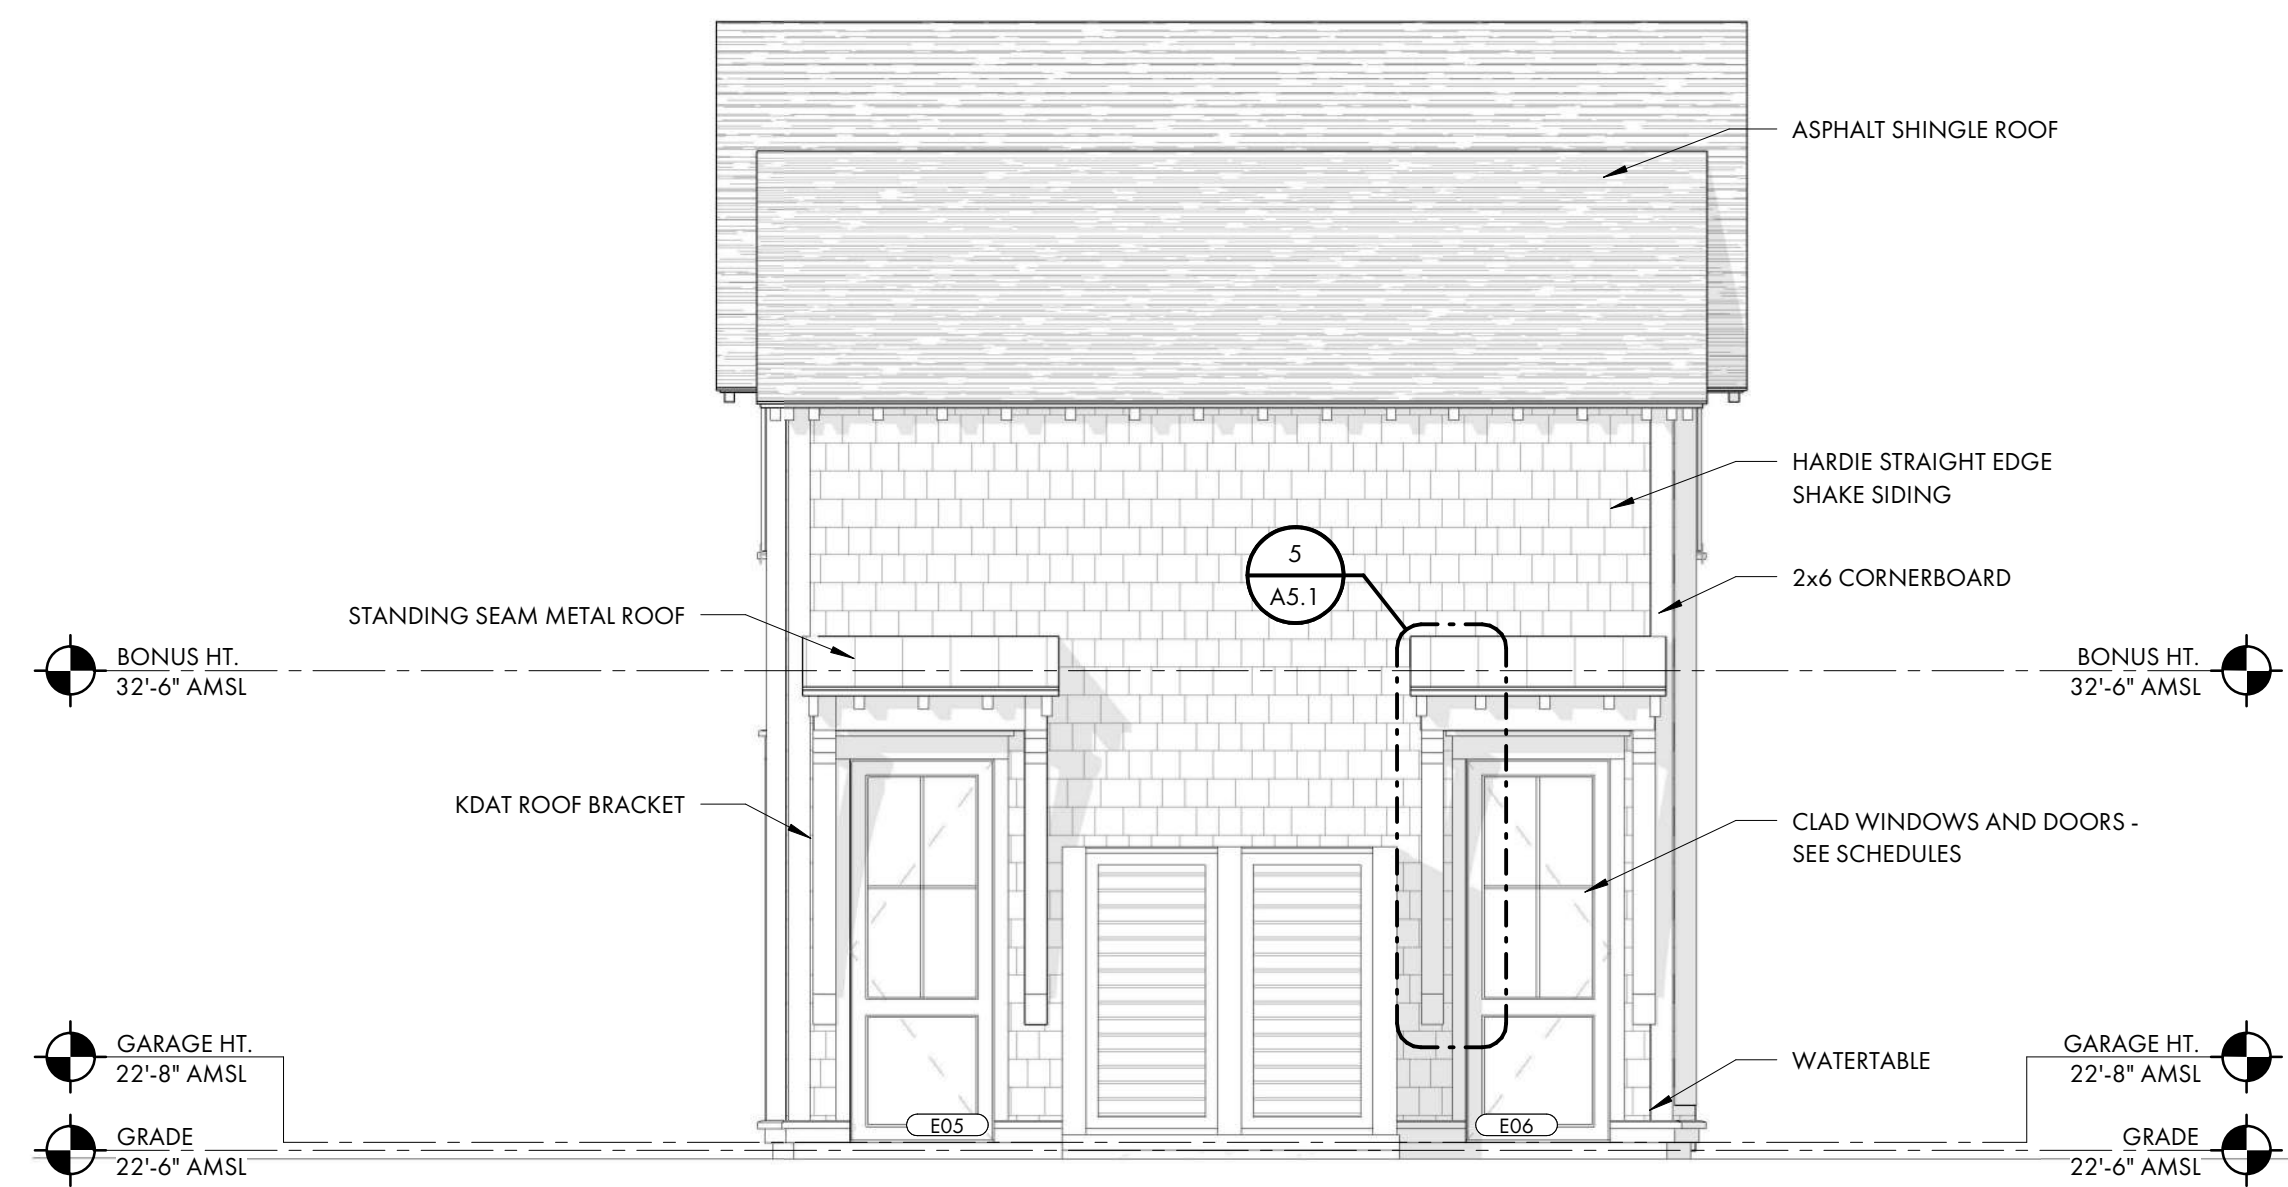 ASPHALT SHINGLE ROOF
HARDIE STRAIGHT EDGE
SHAKE SIDING
5
A5.1
2x6 CORNERBOARD
STANDING SEAM METAL ROOF
BONUS HT.
32'-6" AMSL
BONUS HT.
32'-6" AMSL
KDAT ROOF BRACKET
CLAD WINDOWS AND DOORS -
SEE SCHEDULES
GARAGE HT.
22'-8" AMSL
WATERTABLE
GARAGE HT.
22'-8" AMSL
E05
E06
GRADE
22'-6" AMSL
GRADE
22'-6" AMSL